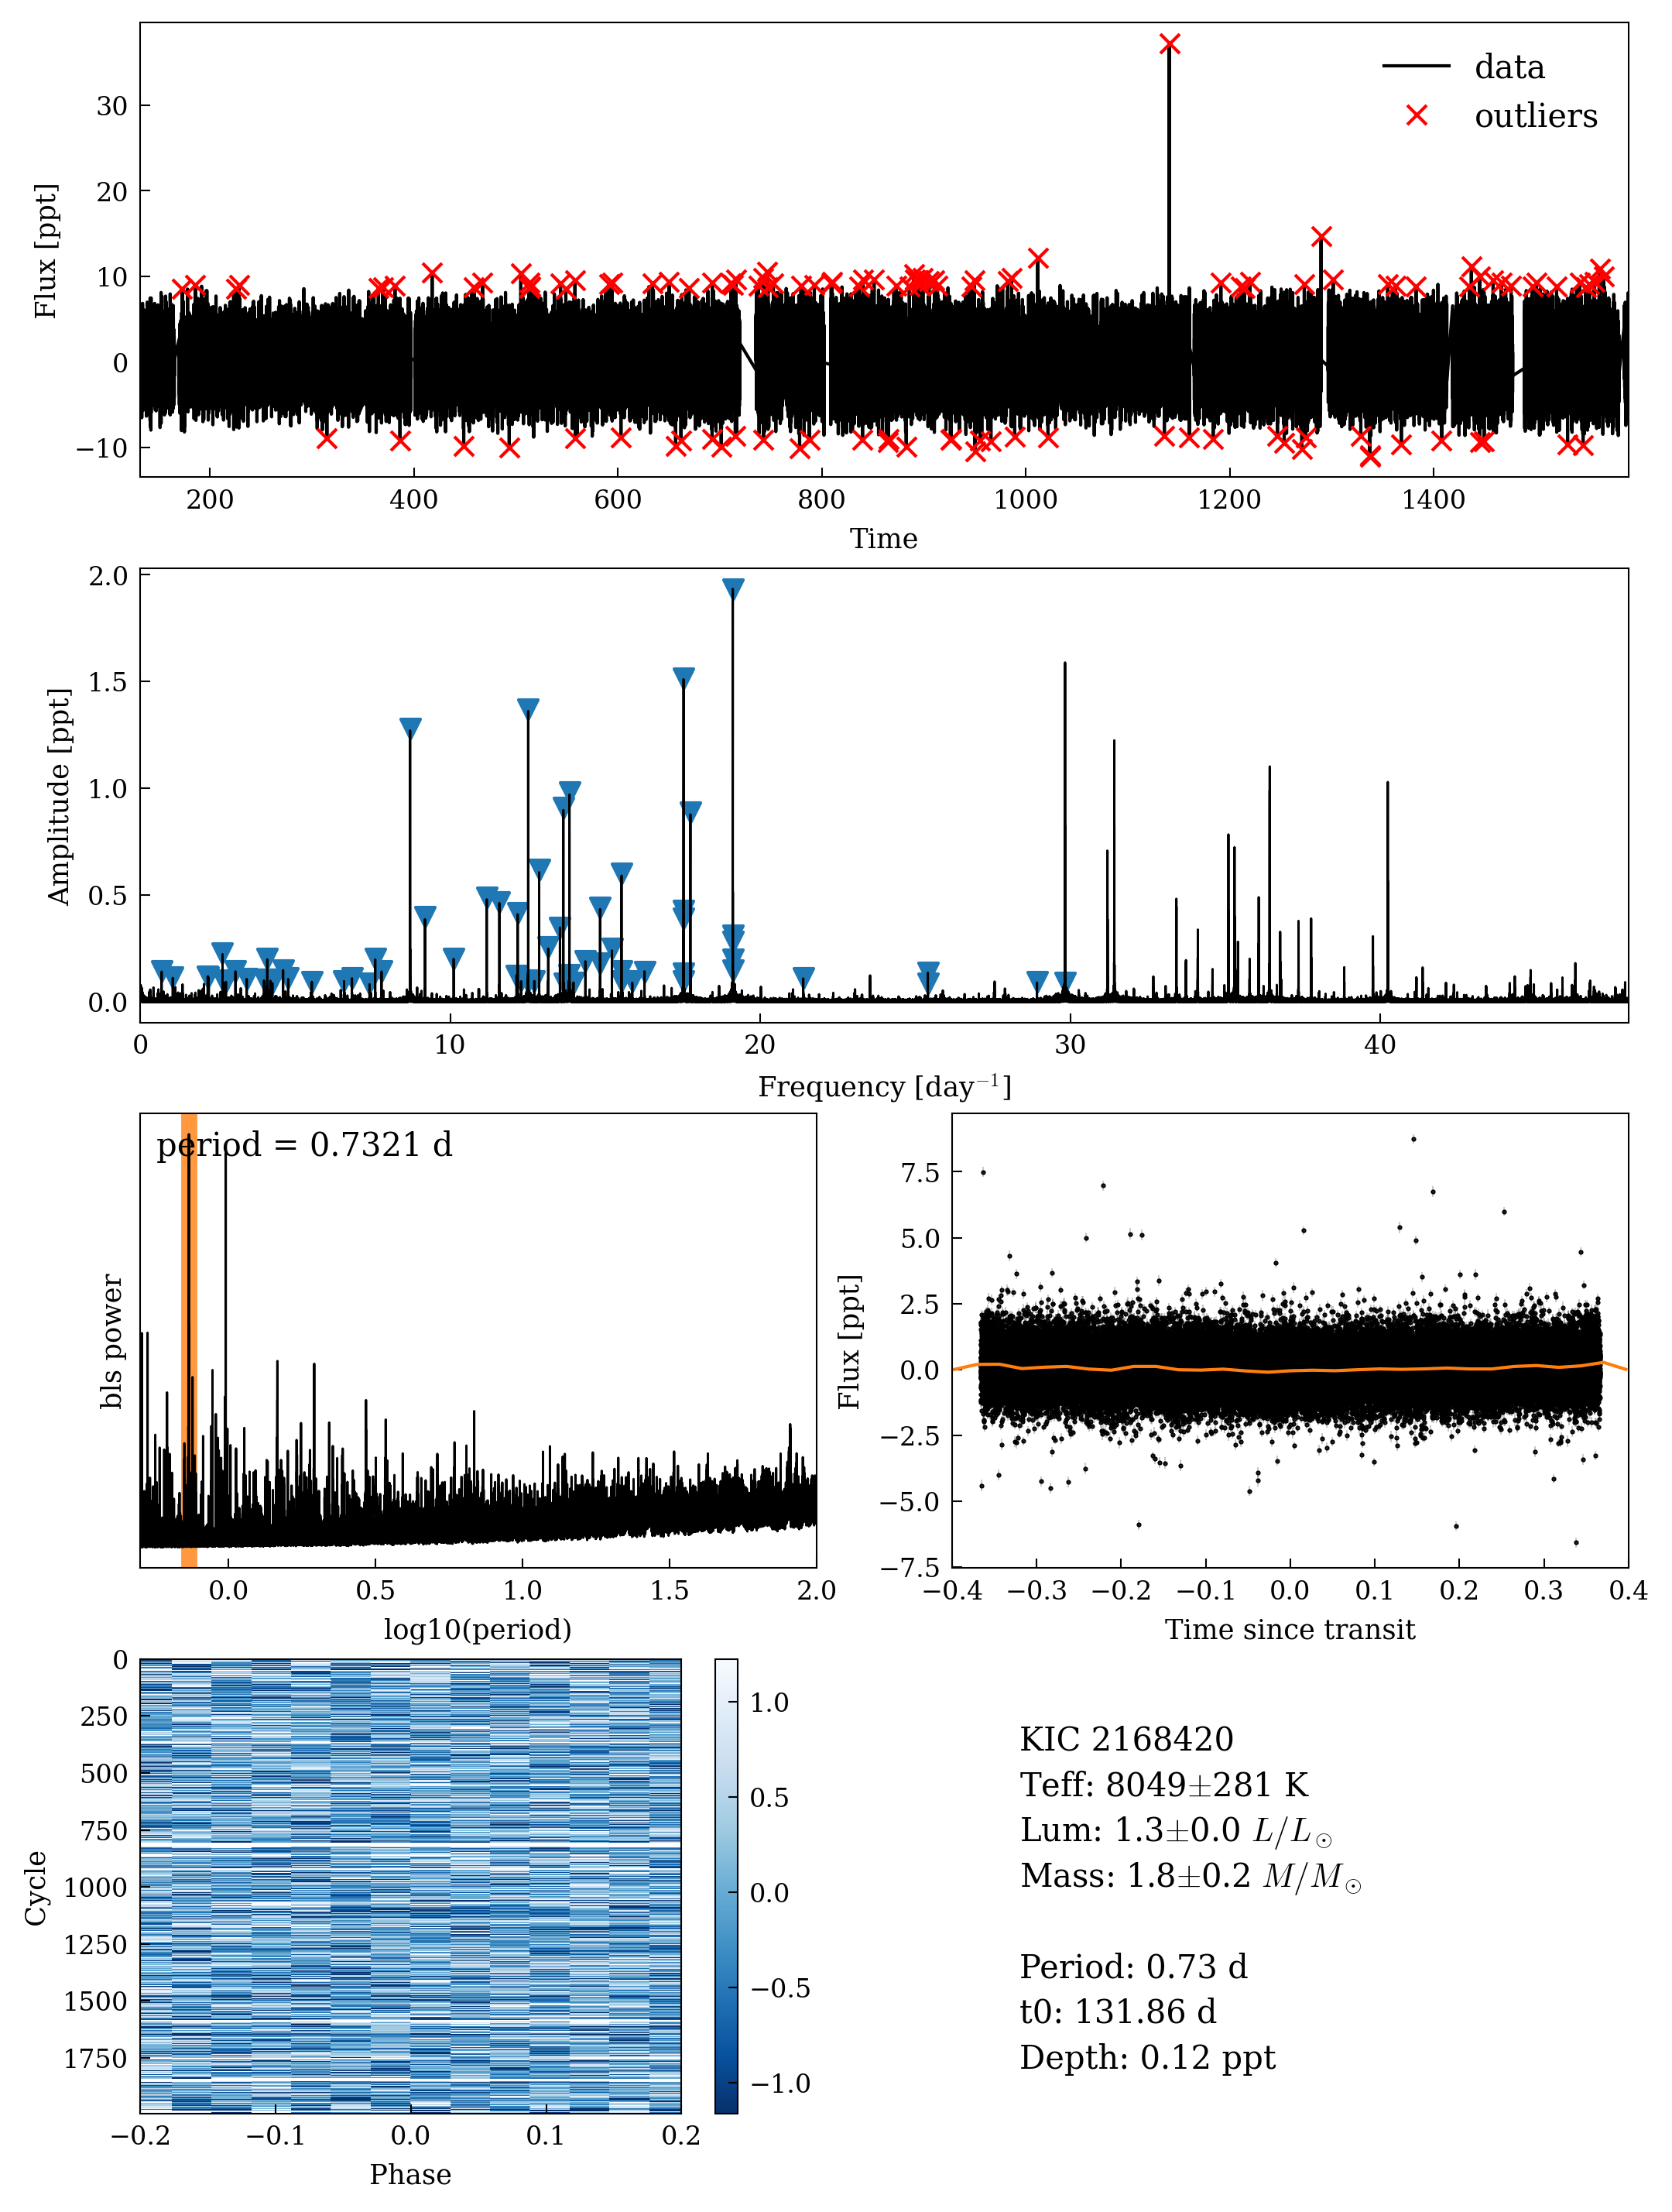 data
outliers
30
20
10
0
−10
Flux [ppt]
200 400 600 800 1000 1200 1400
Time
2.0
1.5
1.0
0.5
0.0
Amplitude [ppt]
0 10 20 30 40
Frequency [day⁻¹]
period = 0.7321 d
bls power
0.0 0.5 1.0 1.5 2.0
log10(period)
7.5
5.0
2.5
0.0
−2.5
−5.0
−7.5
Flux [ppt]
−0.4 −0.3 −0.2 −0.1 0.0 0.1 0.2 0.3 0.4
Time since transit
0
250
500
750
1000
1250
1500
1750
Cycle
−0.2 −0.1 0.0 0.1 0.2
Phase
1.0
0.5
0.0
−0.5
−1.0
KIC 2168420
Teff: 8049±281 K
Lum: 1.3±0.0 L/L⊙
Mass: 1.8±0.2 M/M⊙
Period: 0.73 d
t0: 131.86 d
Depth: 0.12 ppt